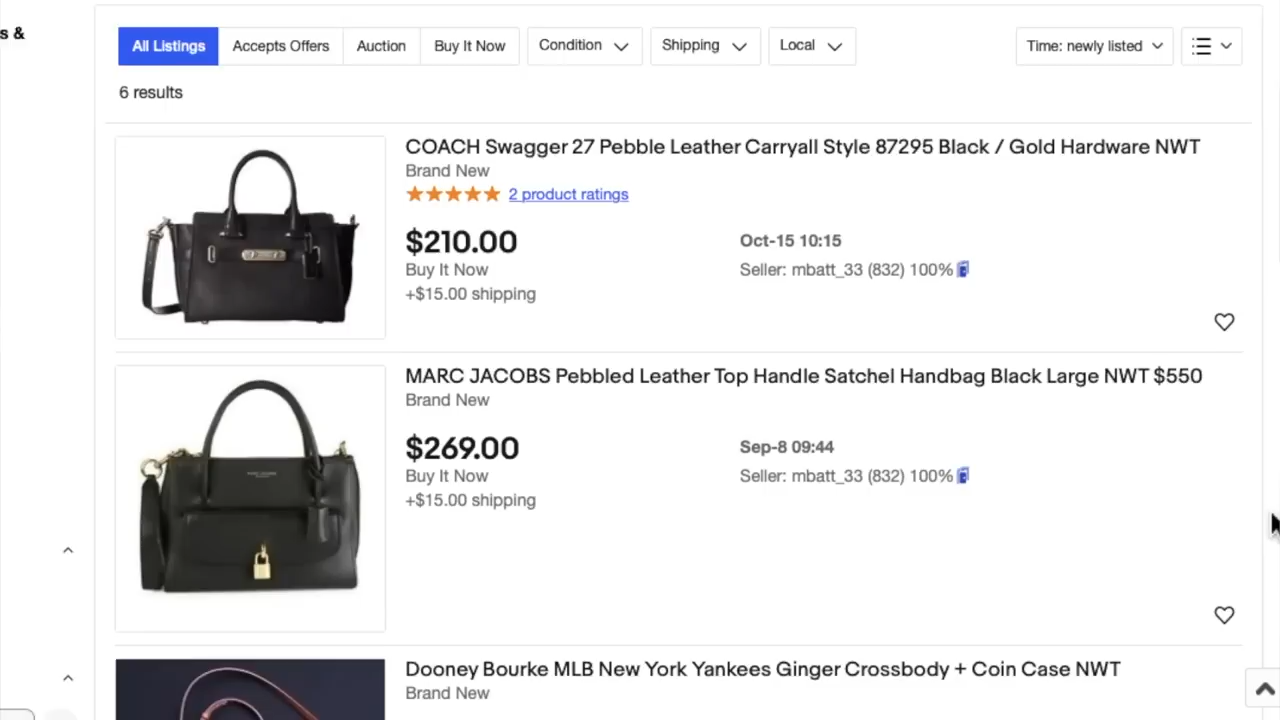 s &
All Listings
Accepts Offers
Auction
Buy It Now
Condition
Shipping
Local
Time: newly listed
6 results
COACH Swagger 27 Pebble Leather Carryall Style 87295 Black / Gold Hardware NWT
Brand New
2 product ratings
$210.00
Oct-15 10:15
Buy It Now
Seller: mbatt_33 (832) 100%
+$15.00 shipping
MARC JACOBS Pebbled Leather Top Handle Satchel Handbag Black Large NWT $550
Brand New
$269.00
Sep-8 09:44
Buy It Now
Seller: mbatt_33 (832) 100%
+$15.00 shipping
Dooney Bourke MLB New York Yankees Ginger Crossbody + Coin Case NWT
Brand New